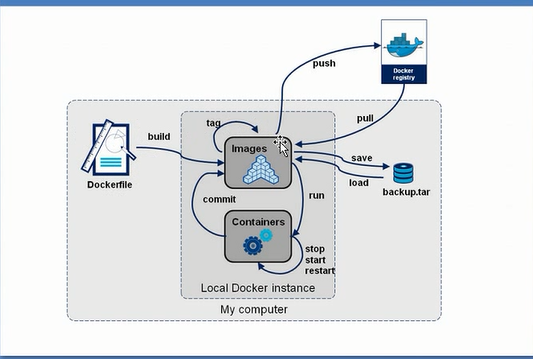 Docker
registry
push
pull
tag
build
Images
save
load
Dockerfile
backup.tar
commit
run
Containers
stop
start
restart
Local Docker instance
My computer